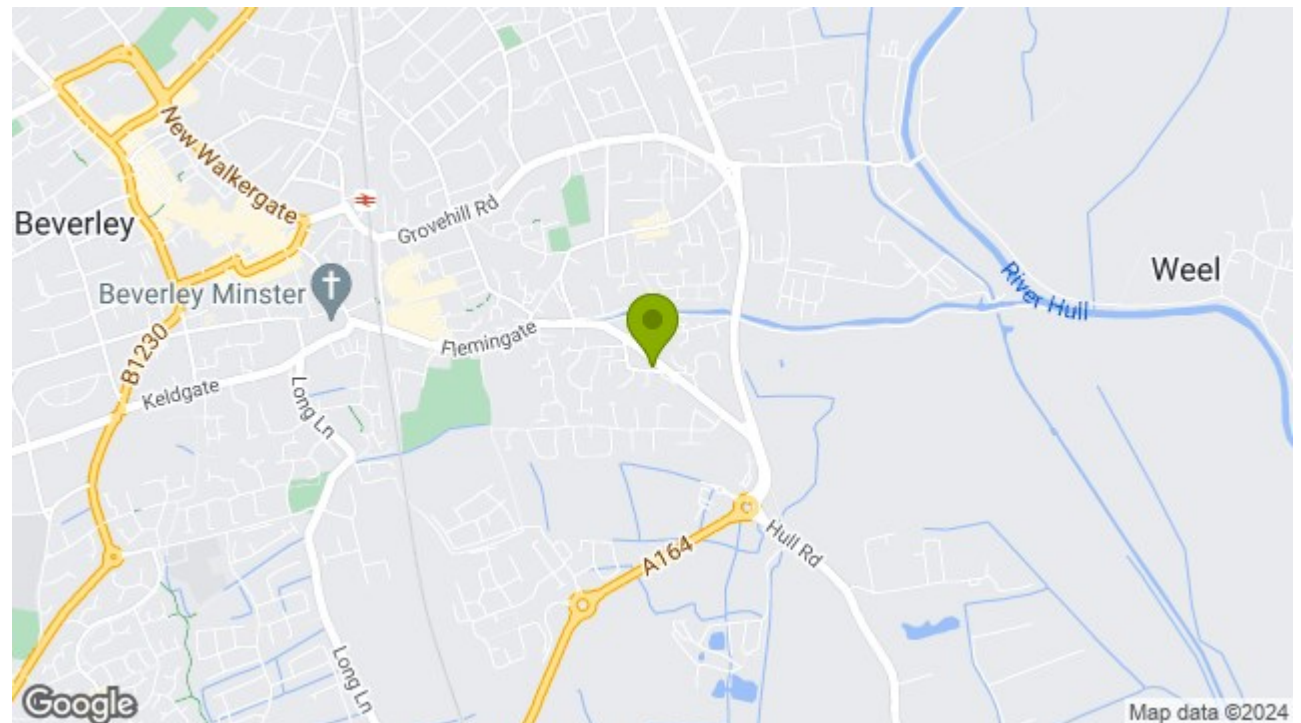 New Walkergate
Beverley
Grovehill Rd
Weel
River Hull
Beverley Minster
Flemingate
B1230
Keldgate
Long Ln
A164
Hull Rd
Long Ln
Google
Map data ©2024